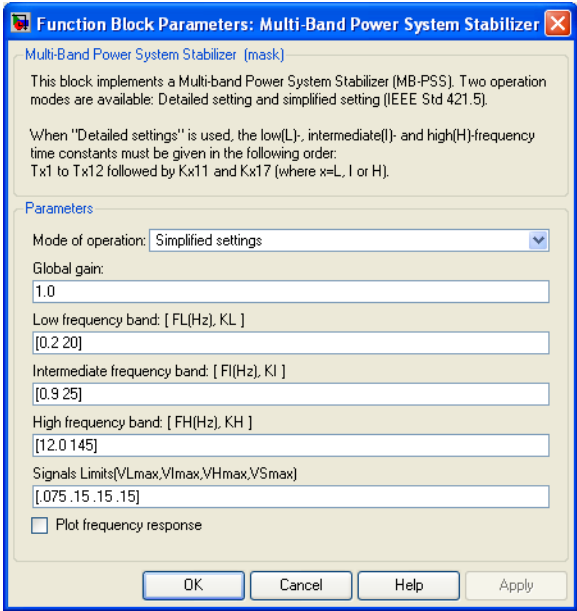 Function Block Parameters: Multi-Band Power System Stabilizer
Multi-Band Power System Stabilizer (mask)
This block implements a Multi-band Power System Stabilizer (MB-PSS). Two operation
modes are available: Detailed setting and simplified setting (IEEE Std 421.5).
When "Detailed settings" is used, the low(L)-, intermediate(I)- and high(H)-frequency
time constants must be given in the following order:
Tx1 to Tx12 followed by Kx11 and Kx17 (where x=L, I or H).
Parameters
Mode of operation: Simplified settings
Global gain:
1.0
Low frequency band: [ FL(Hz), KL ]
[0.2 20]
Intermediate frequency band: [ FI(Hz), KI ]
[0.9 25]
High frequency band: [ FH(Hz), KH ]
[12.0 145]
Signals Limits(VLmax,VImax,VHmax,VSmax)
[.075 .15 .15 .15]
Plot frequency response
OK Cancel Help Apply